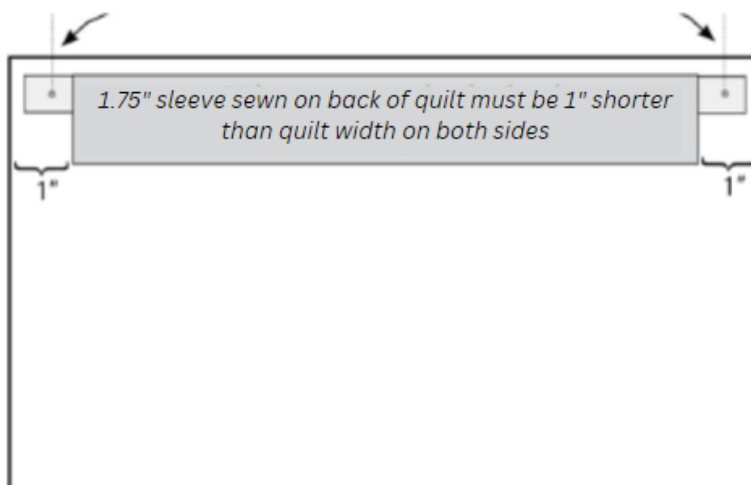 1.75" sleeve sewn on back of quilt must be 1" shorter
than quilt width on both sides
1"
1"